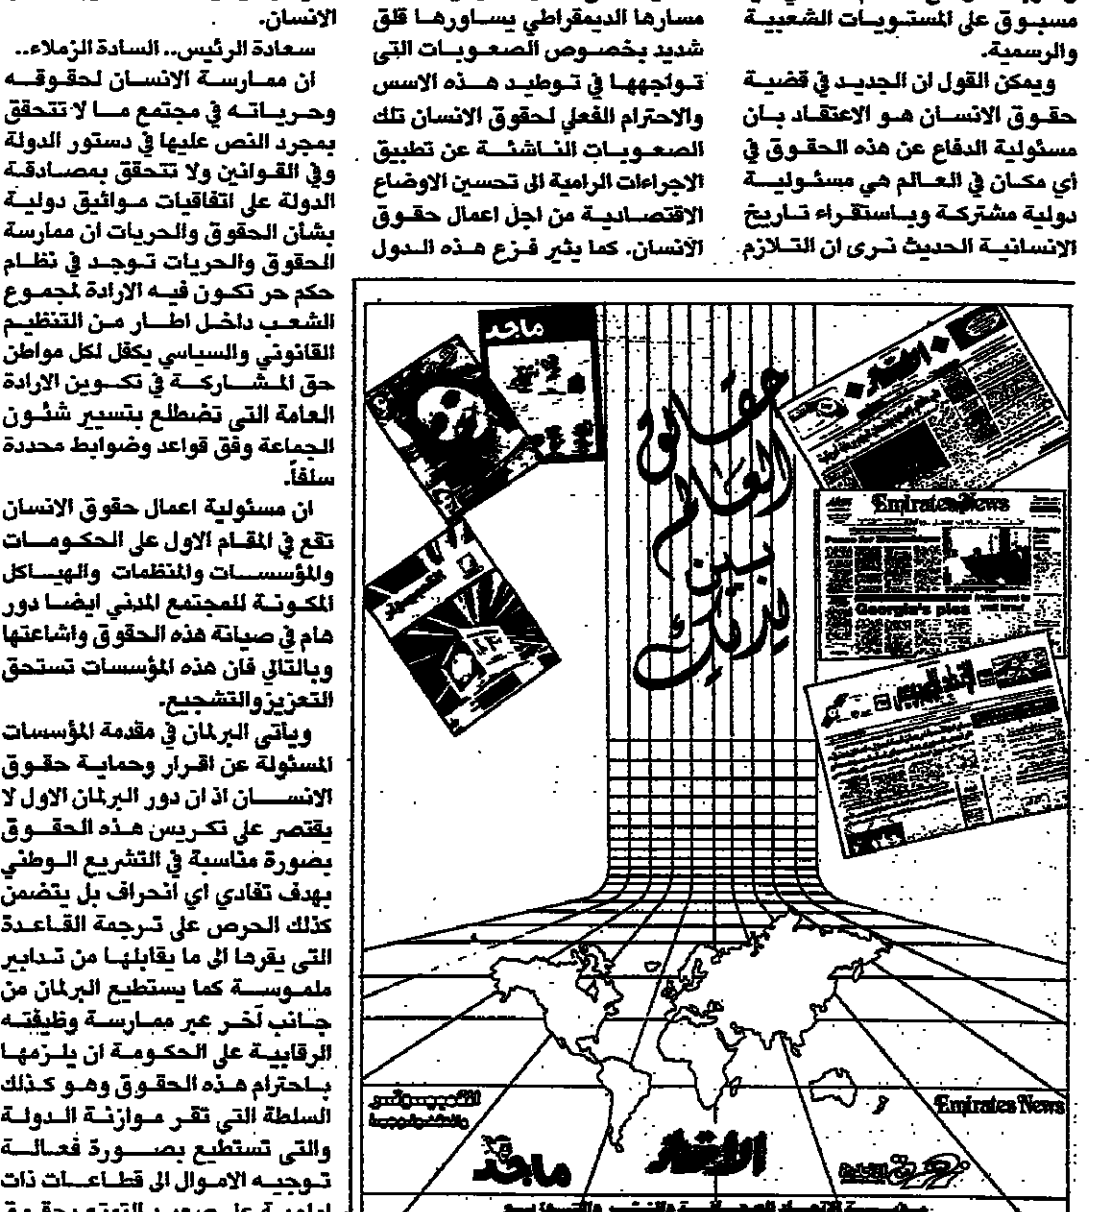 مسبوق على المستويات الشعبية
والرسمية.
ويمكن القول ان الجديد في قضية
حقوق الانسان هو الاعتقاد بان
مسئولية الدفاع عن هذه الحقوق في
أي مكان في العالم هي مسئولية
دولية مشتركة وباستقراء تاريخ
الانسانية الحديث نرى ان التلازم
مسارها الديمقراطي يساورها قلق
شديد بخصوص الصعوبات التى
تواجهها في توطيد هذه الاسس
والاحترام الفعلي لحقوق الانسان تلك
الصعوبات الناشئة عن تطبيق
الاجراءات الرامية الى تحسين الاوضاع
الاقتصادية من اجل اعمال حقوق
الانسان. كما يثير فزع هذه الدول
الانسان.
سعادة الرئيس.. السادة الزملاء..
ان ممارسة الانسان لحقوقه
وحرياته في مجتمع ما لا تتحقق
بمجرد النص عليها في دستور الدولة
وفي القوانين ولا تتحقق بمصادقة
الدولة على اتفاقيات مواثيق دولية
بشأن الحقوق والحريات ان ممارسة
الحقوق والحريات توجد في نظام
حكم حر تكون فيه الارادة لمجموع
الشعب داخل اطار من التنظيم
القانوني والسياسي يكفل لكل مواطن
حق المشاركة في تكوين الارادة
العامة التى تضطلع بتسيير شئون
الجماعة وفق قواعد وضوابط محددة
سلفاً.
ان مسئولية اعمال حقوق الانسان
تقع في المقام الاول على الحكومات
والمؤسسات والمنظمات والهياكل
المكونة للمجتمع المدني ايضا دور
هام في صيانة هذه الحقوق واشاعتها
وبالتالي فان هذه المؤسسات تستحق
التعزيز والتشجيع.
ويأتى البرلمان في مقدمة المؤسسات
المسئولة عن اقرار وحماية حقوق
الانسان اذ ان دور البرلمان الاول لا
يقتصر على تكريس هذه الحقوق
بصورة مناسبة في التشريع الوطني
بهدف تفادي اي انحراف بل يتضمن
كذلك الحرص على ترجمة القاعدة
التى يقرها الى ما يقابلها من تدابير
ملموسة كما يستطيع البرلمان من
جانب آخر عبر ممارسة وظيفته
الرقابية على الحكومة ان يلزمها
باحترام هذه الحقوق وهو كذلك
السلطة التي تقر موازنة الدولة
والتى تستطيع بصورة فعالة
توجيه الاموال الى قطاعات ذات
ماجد
حقائق
العالم
بين
يديك
Emirates News
Georgia's plea
Emirates News
الاتحاد
ماجد